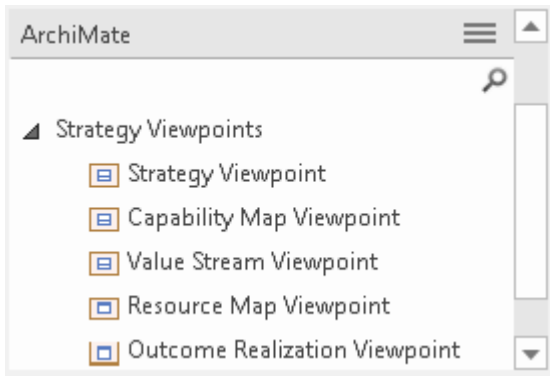 ArchiMate
Strategy Viewpoints
Strategy Viewpoint
Capability Map Viewpoint
Value Stream Viewpoint
Resource Map Viewpoint
Outcome Realization Viewpoint